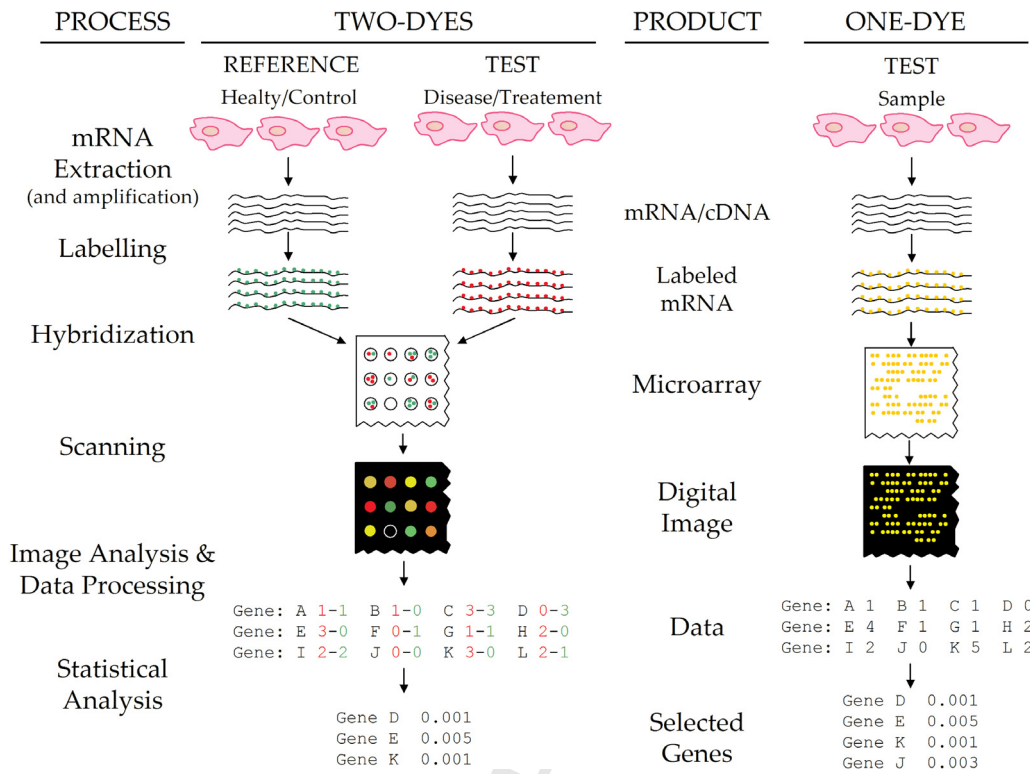 PROCESS
TWO-DYES
PRODUCT
ONE-DYE
REFERENCE
Healty/Control
TEST
Disease/Treatement
TEST
Sample
mRNA
Extraction
(and amplification)
mRNA/cDNA
Labelling
Labeled
mRNA
Hybridization
Microarray
Scanning
Digital
Image
Image Analysis &
Data Processing
Gene: A 1-1 B 1-0 C 3-3 D 0-3
Gene: E 3-0 F 0-1 G 1-1 H 2-0
Gene: I 2-2 J 0-0 K 3-0 L 2-1
Data
Gene: A 1 B 1 C 1 D 0
Gene: E 4 F 1 G 1 H 2
Gene: I 2 J 0 K 5 L 2
Statistical
Analysis
Gene D 0.001
Gene E 0.005
Gene K 0.001
Selected
Genes
Gene D 0.001
Gene E 0.005
Gene K 0.001
Gene J 0.003